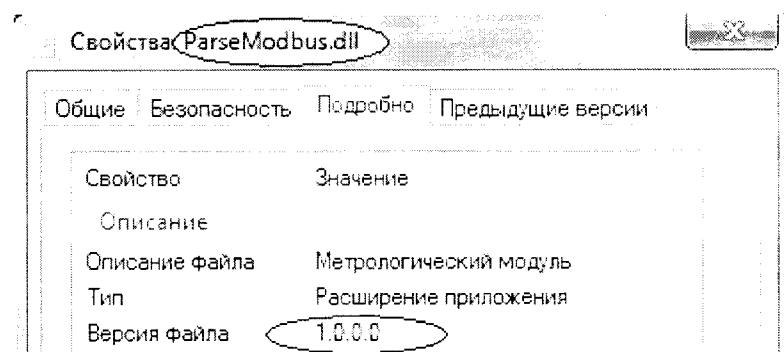 Свойства: ParseModbus.dll
Общие Безопасность Подробно Предыдущие версии
Свойство Значение
Описание
Описание файла Метрологический модуль
Тип Расширение приложения
Версия файла 1.0.0.0